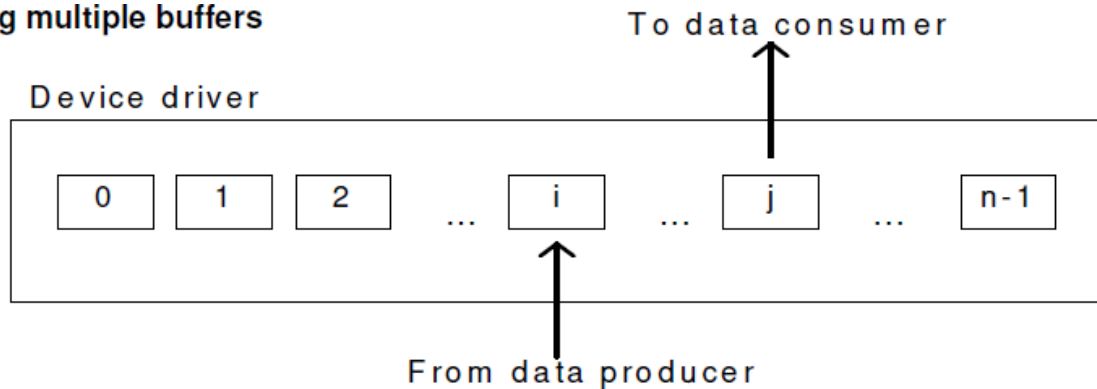 g multiple buffers
To data consumer
Device driver
0 1 2 ... i ... j ... n-1
From data producer